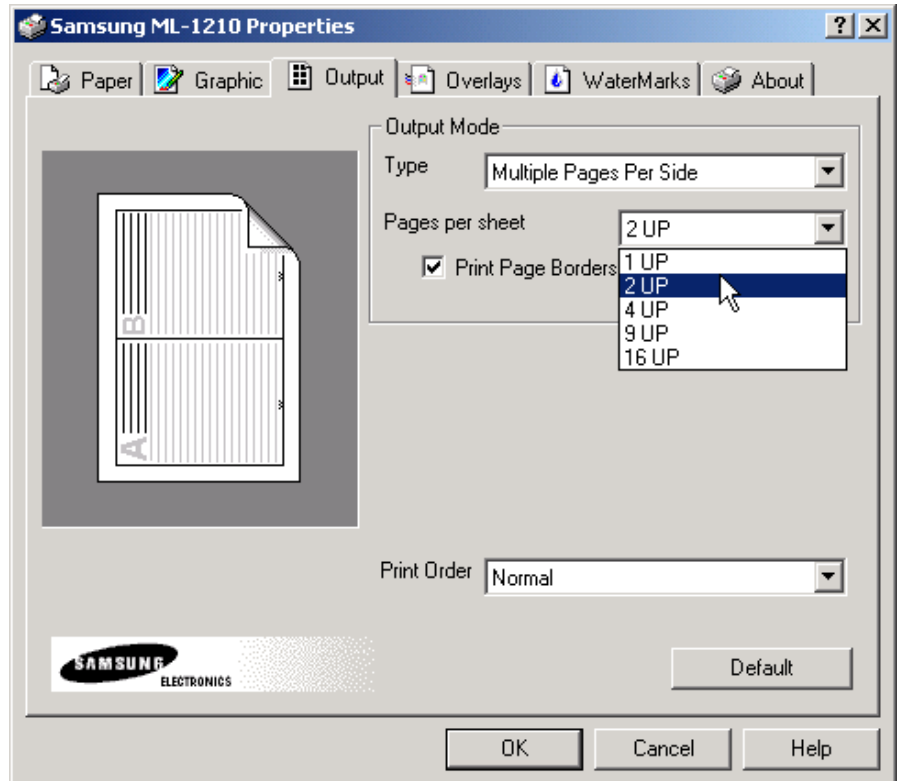 Samsung ML-1210 Properties
Paper Graphic Output Overlays WaterMarks About
Output Mode
Type Multiple Pages Per Side
Pages per sheet 2 UP
Print Page Borders
1 UP
2 UP
4 UP
9 UP
16 UP
B
A
Print Order Normal
SAMSUNG
ELECTRONICS
Default
OK Cancel Help